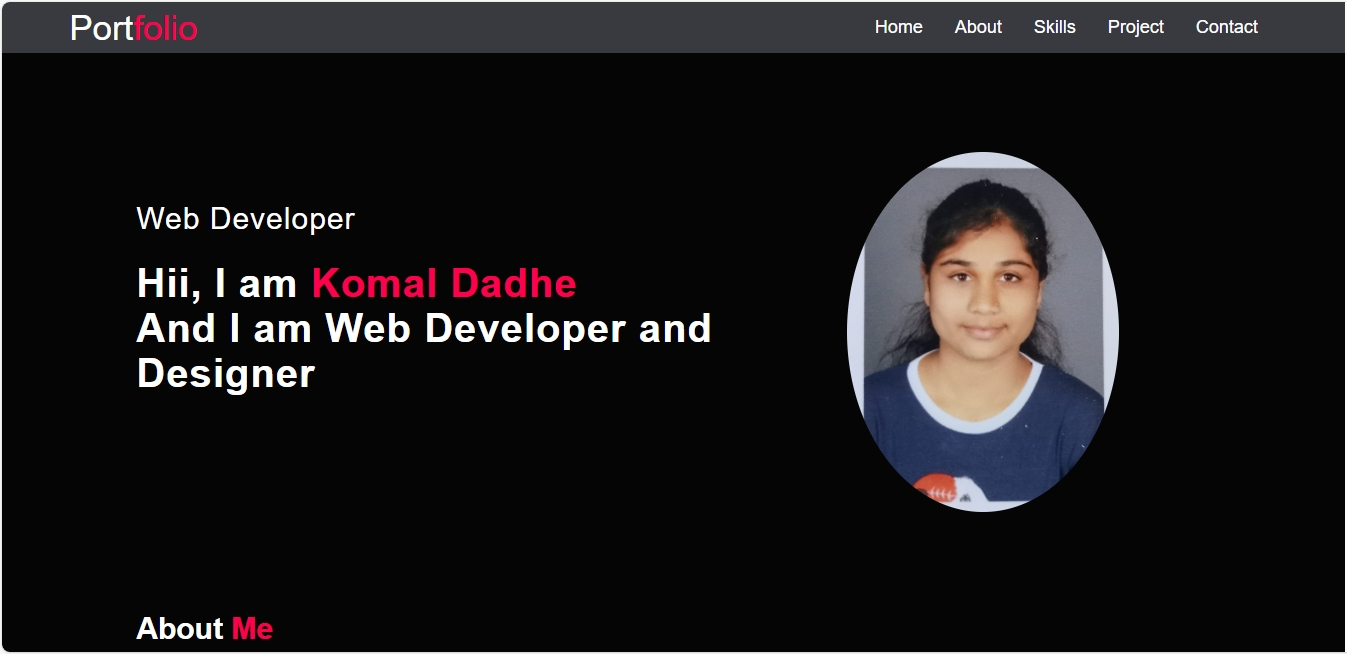 Portfolio
Home About Skills Project Contact
Web Developer
Hii, I am Komal Dadhe
And I am Web Developer and
Designer
About Me